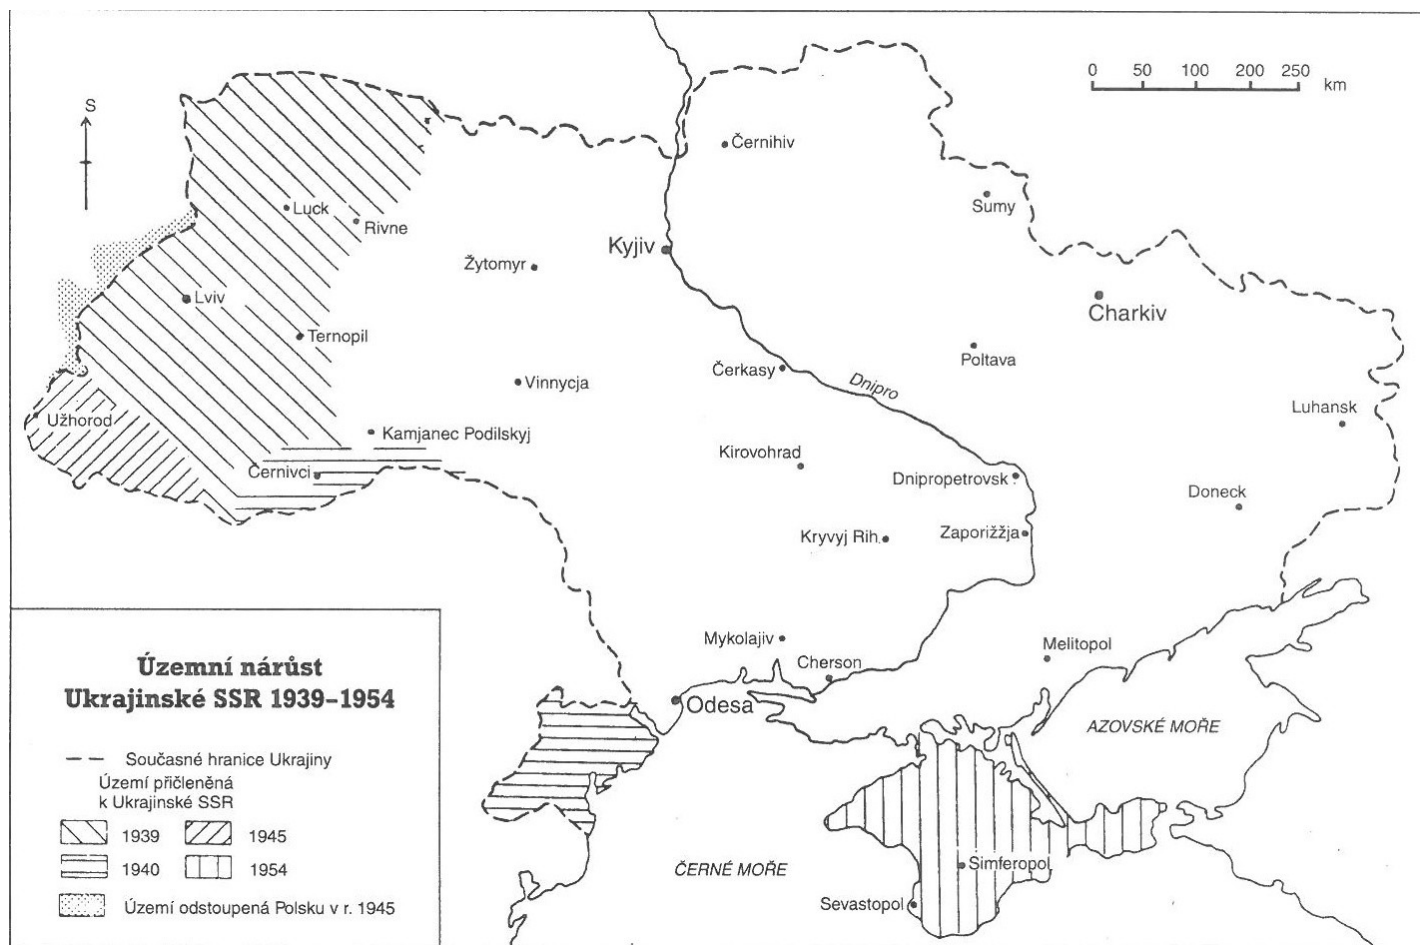 0 50 100 200 250
km
S
Černihiv
Sumy
Luck
Rivne
Kyjiv
Žytomyr
Lviv
Charkiv
Ternopil
Poltava
Čerkasy
Dnipro
Vinnycja
Luhansk
Užhorod
Kamjanec Podilskyj
Kirovohrad
Černivci
Dnipropetrovsk
Doneck
Kryvyj Rih
Zaporižžja
Mykolajiv
Melitopol
Cherson
Odesa
AZOVSKÉ MOŘE
ČERNÉ MOŘE
Simferopol
Sevastopol
Územní nárůst
Ukrajinské SSR 1939–1954
Současné hranice Ukrajiny
Území přičleněná
k Ukrajinské SSR
1939 1945
1940 1954
Území odstoupená Polsku v r. 1945